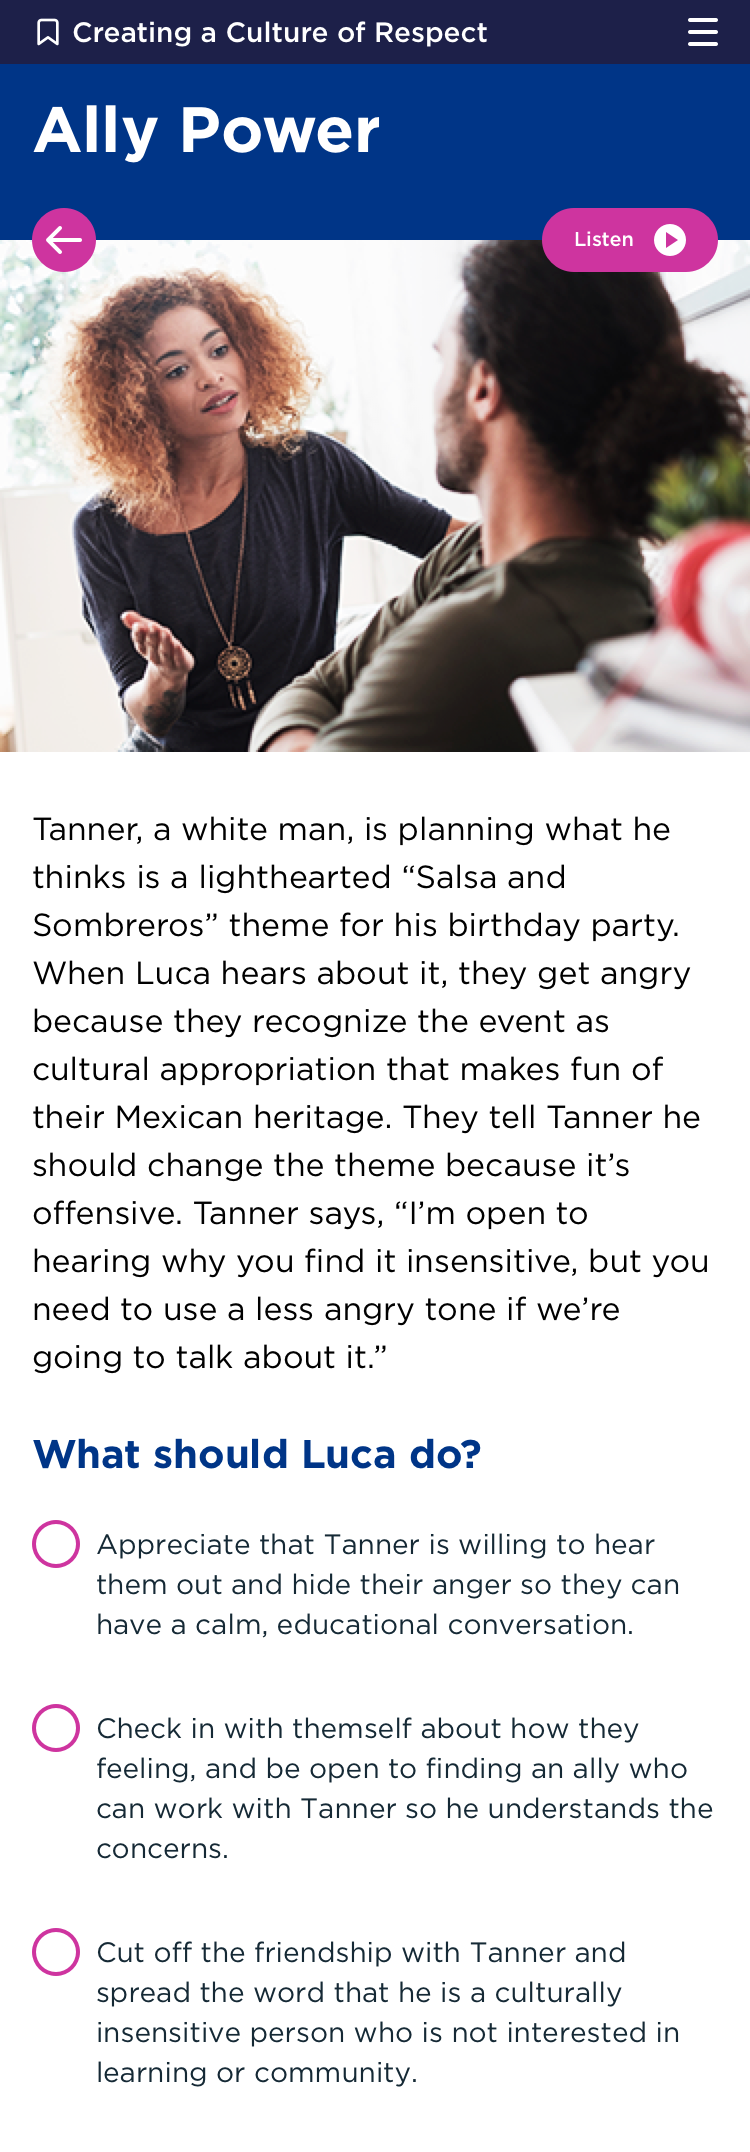 Creating a Culture of Respect
Ally Power
Listen
Tanner, a white man, is planning what he
thinks is a lighthearted “Salsa and
Sombreros” theme for his birthday party.
When Luca hears about it, they get angry
because they recognize the event as
cultural appropriation that makes fun of
their Mexican heritage. They tell Tanner he
should change the theme because it’s
offensive. Tanner says, “I’m open to
hearing why you find it insensitive, but you
need to use a less angry tone if we’re
going to talk about it.”
What should Luca do?
Appreciate that Tanner is willing to hear
them out and hide their anger so they can
have a calm, educational conversation.
Check in with themself about how they
feeling, and be open to finding an ally who
can work with Tanner so he understands the
concerns.
Cut off the friendship with Tanner and
spread the word that he is a culturally
insensitive person who is not interested in
learning or community.